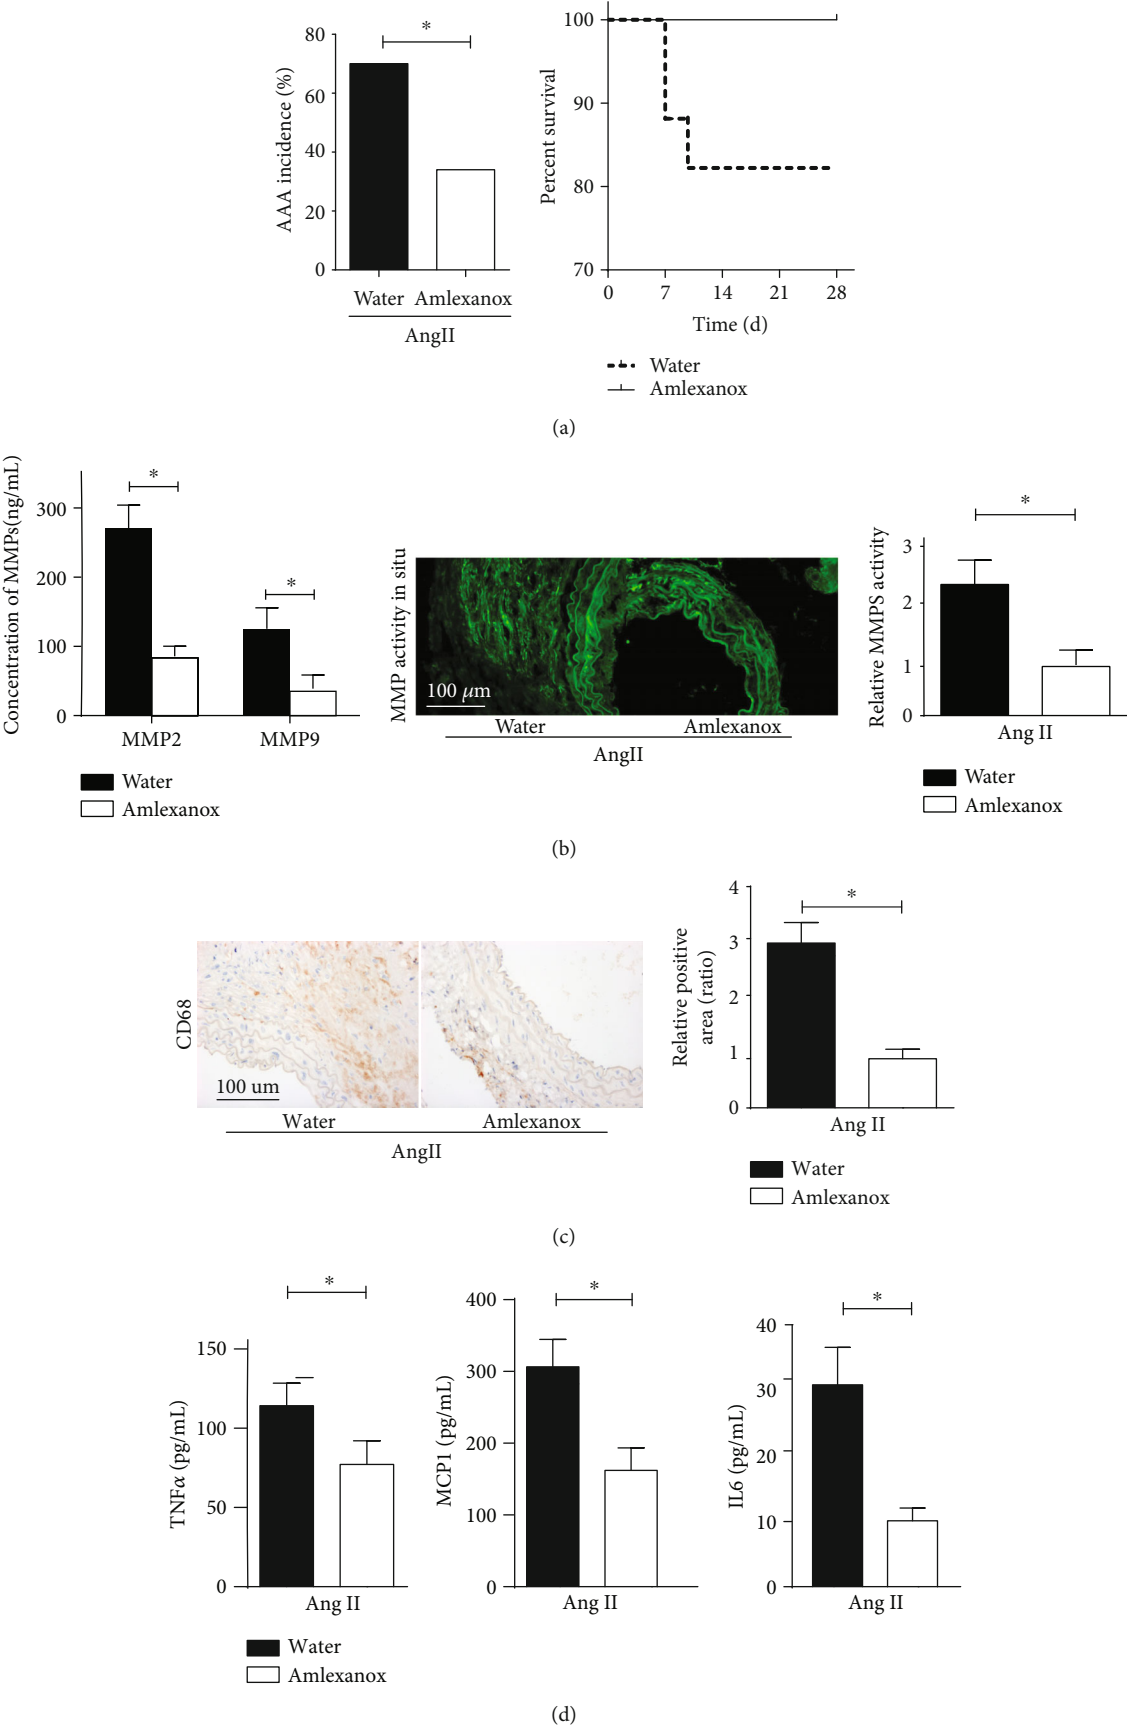 80
60
40
20
0
AAA incidence (%)
*
Water Amlexanox
AngII
100
90
80
70
Percent survival
0 7 14 21 28
Time (d)
Water
Amlexanox
(a)
Concentration of MMPs(ng/mL)
300
200
100
0
*
*
MMP2 MMP9
Water
Amlexanox
MMP activity in situ
100 μm
Water Amlexanox
AngII
Relative MMPS activity
3
2
1
0
*
Ang II
Water
Amlexanox
(b)
CD68
100 um
Water Amlexanox
AngII
Relative positive
area (ratio)
4
3
2
1
0
*
Ang II
Water
Amlexanox
(c)
TNFα (pg/mL)
150
100
50
0
*
Ang II
Water
Amlexanox
MCP1 (pg/mL)
400
300
200
100
0
*
Ang II
IL6 (pg/mL)
40
30
20
10
0
*
Ang II
(d)